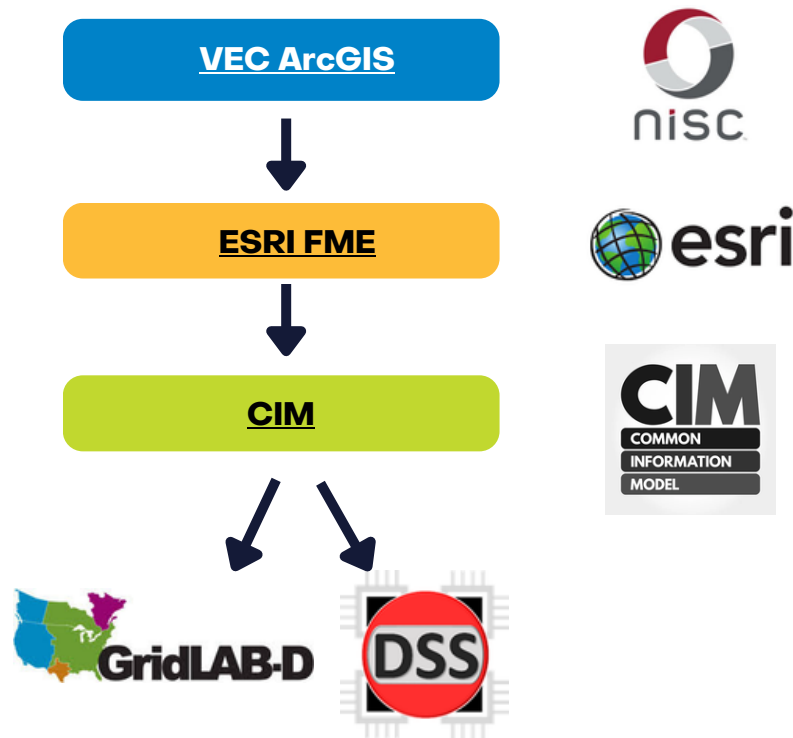 VEC ArcGIS
nisc
ESRI FME
esri
CIM
CIM
COMMON
INFORMATION
MODEL
GridLAB-D
DSS